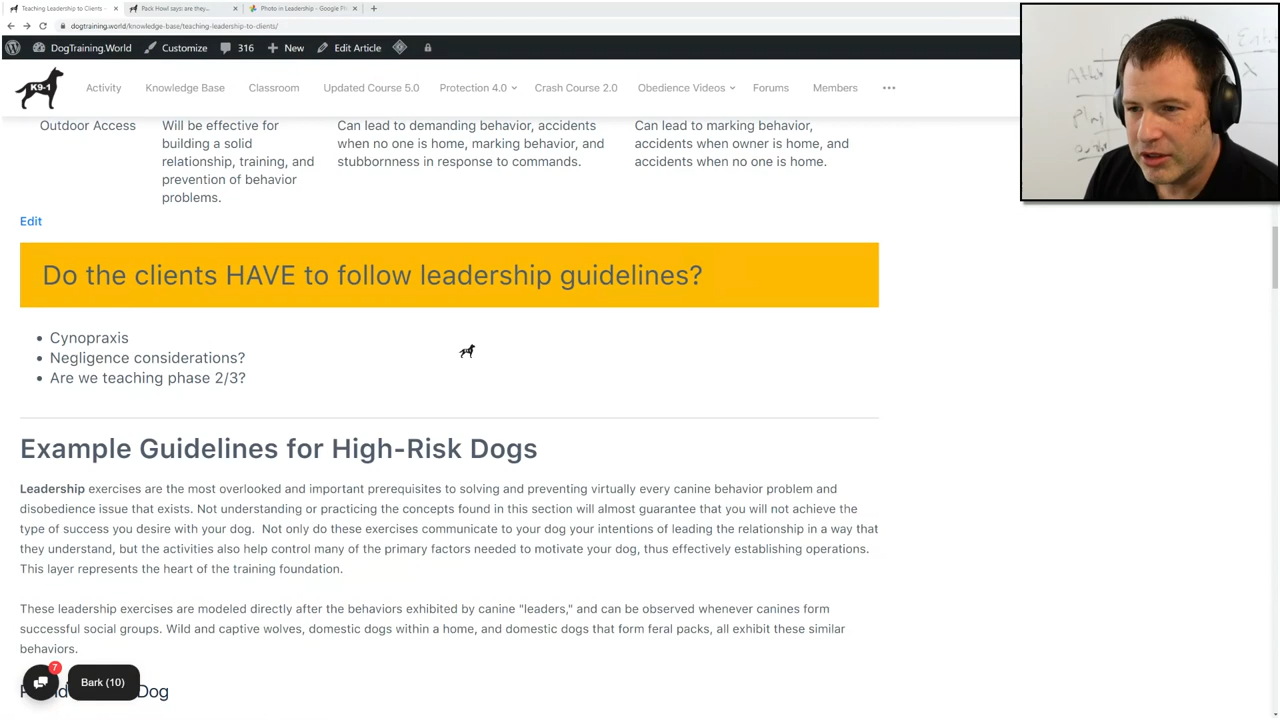 Teaching Leadership to Clients -
Pack Howl says: are they...
Photo in Leadership - Google Ph
dogtraining.world/knowledge-base/teaching-leadership-to-clients/
DogTraining.World Customize 316 New Edit Article
K9-1 Activity Knowledge Base Classroom Updated Course 5.0 Protection 4.0 Crash Course 2.0 Obedience Videos Forums Members
Outdoor Access
Will be effective for
building a solid
relationship, training, and
prevention of behavior
problems.
Can lead to demanding behavior, accidents
when no one is home, marking behavior, and
stubbornness in response to commands.
Can lead to marking behavior,
accidents when owner is home, and
accidents when no one is home.
Edit
Do the clients HAVE to follow leadership guidelines?
Cynopraxis
Negligence considerations?
Are we teaching phase 2/3?
Example Guidelines for High-Risk Dogs
Leadership exercises are the most overlooked and important prerequisites to solving and preventing virtually every canine behavior problem and
disobedience issue that exists. Not understanding or practicing the concepts found in this section will almost guarantee that you will not achieve the
type of success you desire with your dog. Not only do these exercises communicate to your dog your intentions of leading the relationship in a way that
they understand, but the activities also help control many of the primary factors needed to motivate your dog, thus effectively establishing operations.
This layer represents the heart of the training foundation.
These leadership exercises are modeled directly after the behaviors exhibited by canine "leaders," and can be observed whenever canines form
successful social groups. Wild and captive wolves, domestic dogs within a home, and domestic dogs that form feral packs, all exhibit these similar
behaviors.
7
Bark (10)
Dog